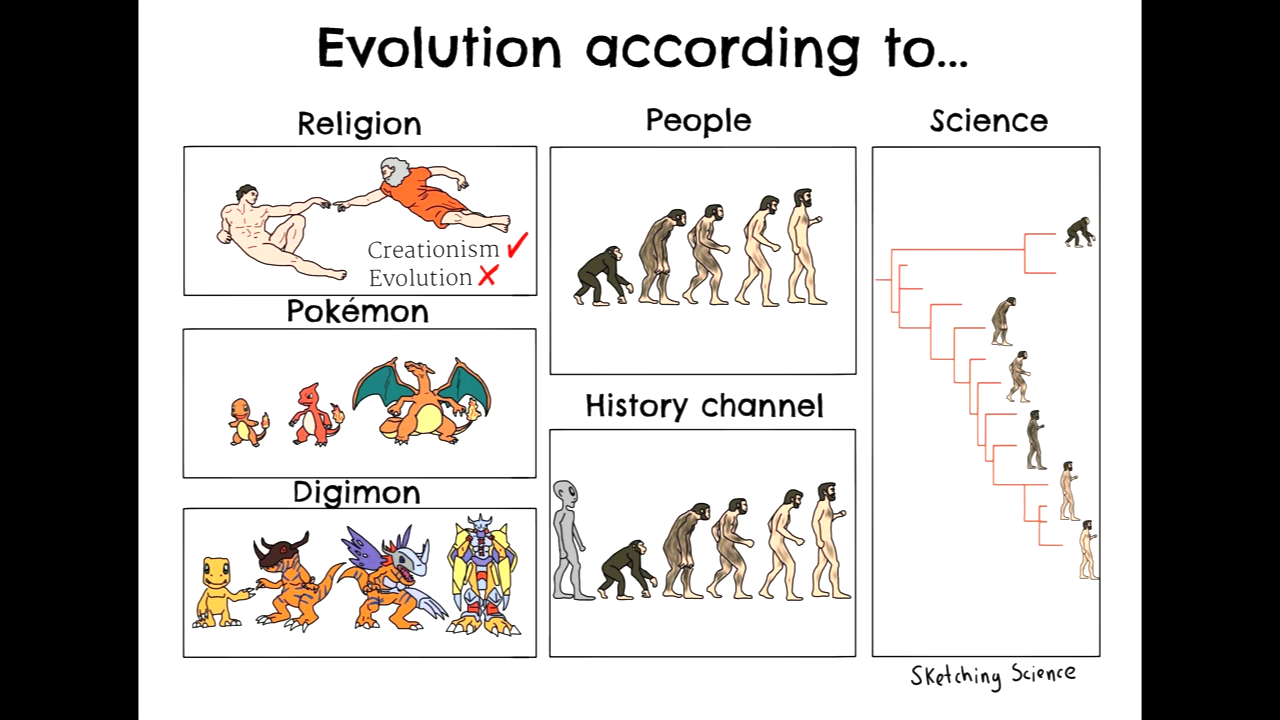 Evolution according to...
Religion
Creationism ✓
Evolution ✗
Pokémon
Digimon
People
History channel
Science
Sketching Science